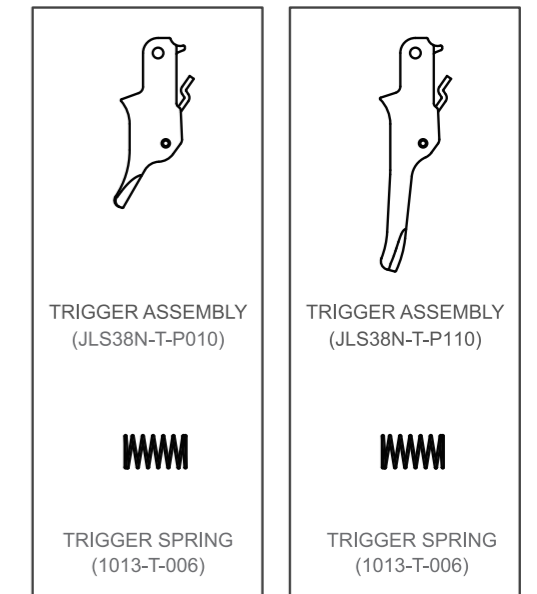 TRIGGER ASSEMBLY
(JLS38N-T-P010)
TRIGGER SPRING
(1013-T-006)
TRIGGER ASSEMBLY
(JLS38N-T-P110)
TRIGGER SPRING
(1013-T-006)